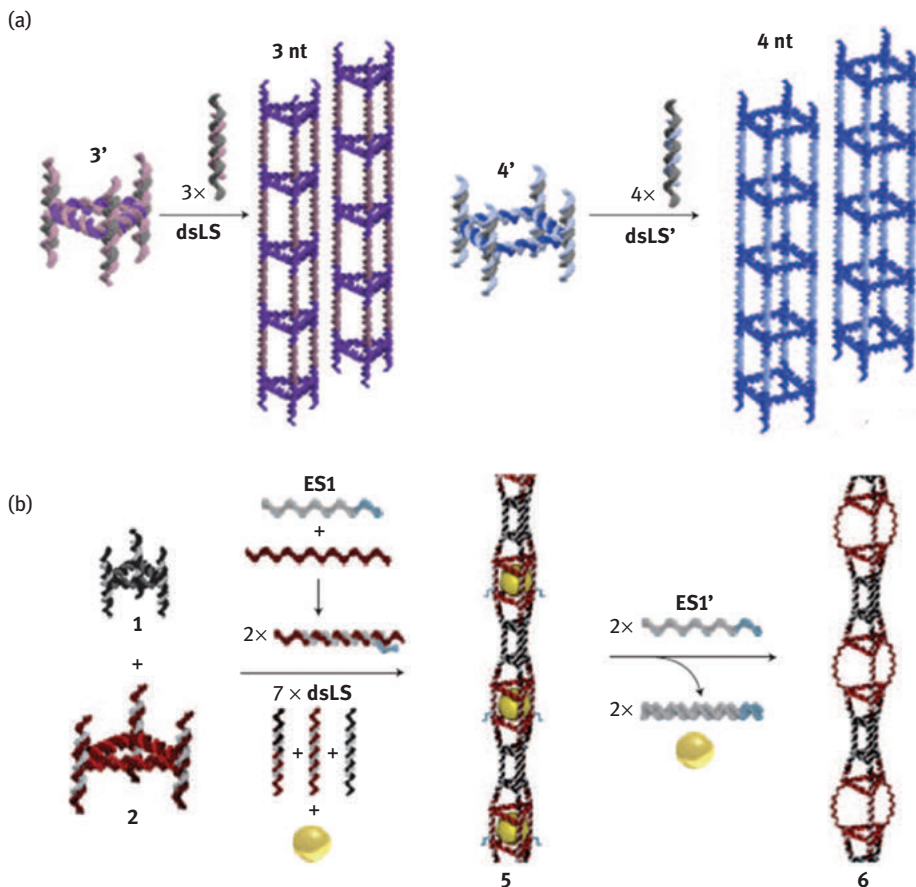 (a)
3 nt
4 nt
3'
3×
dsLS
4'
4×
dsLS'
(b)
ES1
+
1
+
2
2×
7 × dsLS
+ +
+
ES1'
2×
2×
5
6